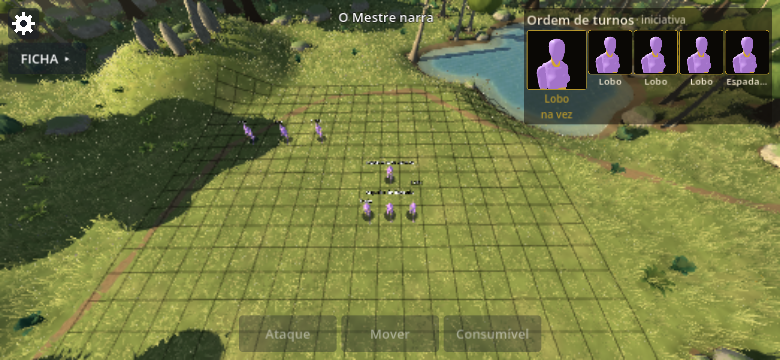 O Mestre narra
Ordem de turnos iniciativa
FICHA
Lobo
Lobo
Lobo
Espada...
Lobo
na vez
Ataque
Mover
Consumível